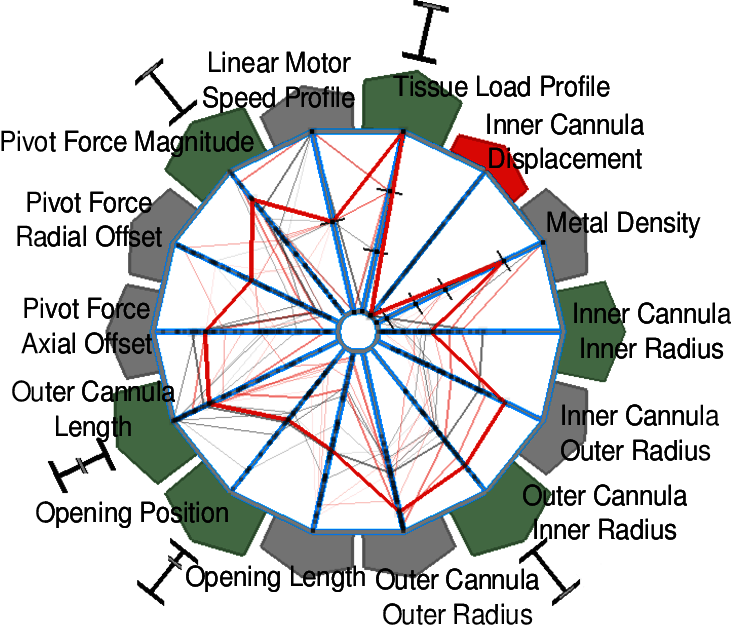 Linear Motor
Speed Profile
Tissue Load Profile
Inner Cannula
Displacement
Pivot Force Magnitude
Pivot Force
Radial Offset
Metal Density
Pivot Force
Axial Offset
Inner Cannula
Inner Radius
Outer Cannula
Length
Inner Cannula
Outer Radius
Opening Position
Outer Cannula
Inner Radius
Opening Length
Outer Cannula
Outer Radius